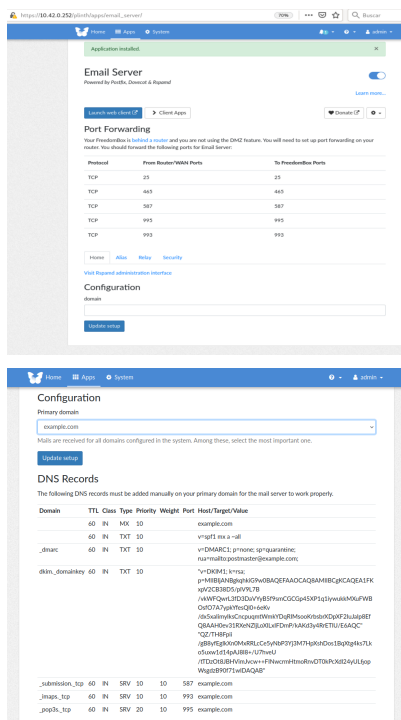 https://10.42.0.252/plinth/apps/email_server/
70%
Buscar
Home Apps System admin
Application installed. ×
Email Server
Powered by Postfix, Dovecot & Rspamd
Learn more...
Launch web client Client Apps Donate
Port Forwarding
Your FreedomBox is behind a router and you are not using the DMZ feature. You will need to set up port forwarding on your
router. You should forward the following ports for Email Server:
Protocol From Router/WAN Ports To FreedomBox Ports
TCP 25 25
TCP 465 465
TCP 587 587
TCP 995 995
TCP 993 993
Home Alias Relay Security
Visit Rspamd administration interface
Configuration
domain
Update setup
Home Apps System admin
Configuration
Primary domain
example.com
Mails are received for all domains configured in the system. Among these, select the most important one.
Update setup
DNS Records
The following DNS records must be added manually on your primary domain for the mail server to work properly.
Domain TTL Class Type Priority Weight Port Host/Target/Value
60 IN MX 10 example.com
60 IN TXT 10 v=spf1 mx a ~all
_dmarc 60 IN TXT 10 v=DMARC1; p=none; sp=quarantine;
rua=mailto:postmaster@example.com;
dkim._domainkey 60 IN TXT 10 "v=DKIM1; k=rsa;
_submission._tcp 60 IN SRV 10 10 587 example.com
_imaps._tcp 60 IN SRV 10 10 993 example.com
_pop3s._tcp 60 IN SRV 20 10 995 example.com